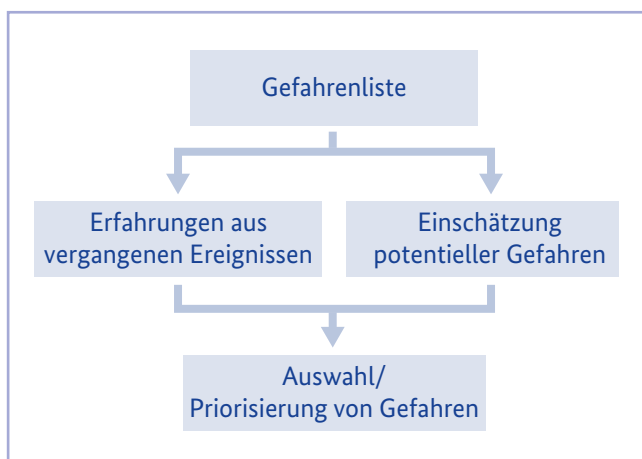 Gefahrenliste
Erfahrungen aus
vergangenen Ereignissen
Einschätzung
potentieller Gefahren
Auswahl/
Priorisierung von Gefahren